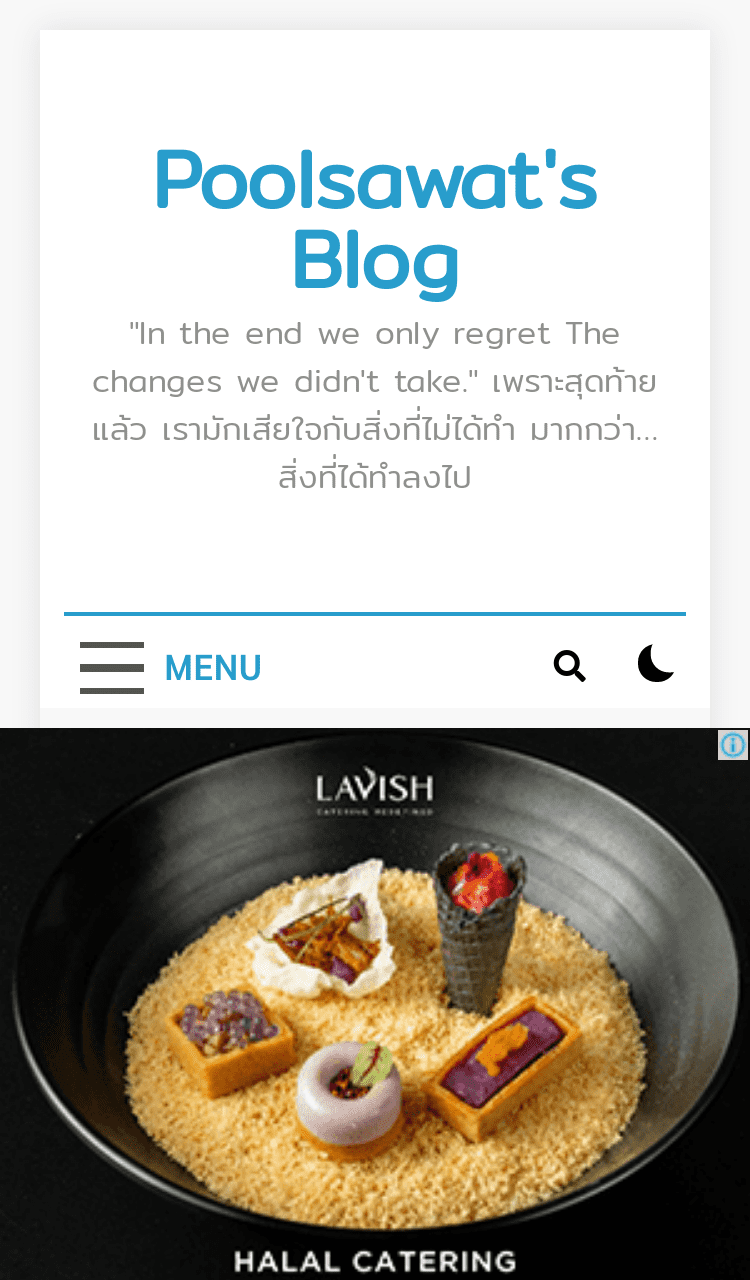 Poolsawat's
Blog
"In the end we only regret The
changes we didn't take." เพราะสุดท้าย
แล้ว เรามักเสียใจกับสิ่งที่ไม่ได้ทำ มากกว่า...
สิ่งที่ได้ทำลงไป
MENU
LAVISH
CATERING REDEFINED
HALAL CATERING